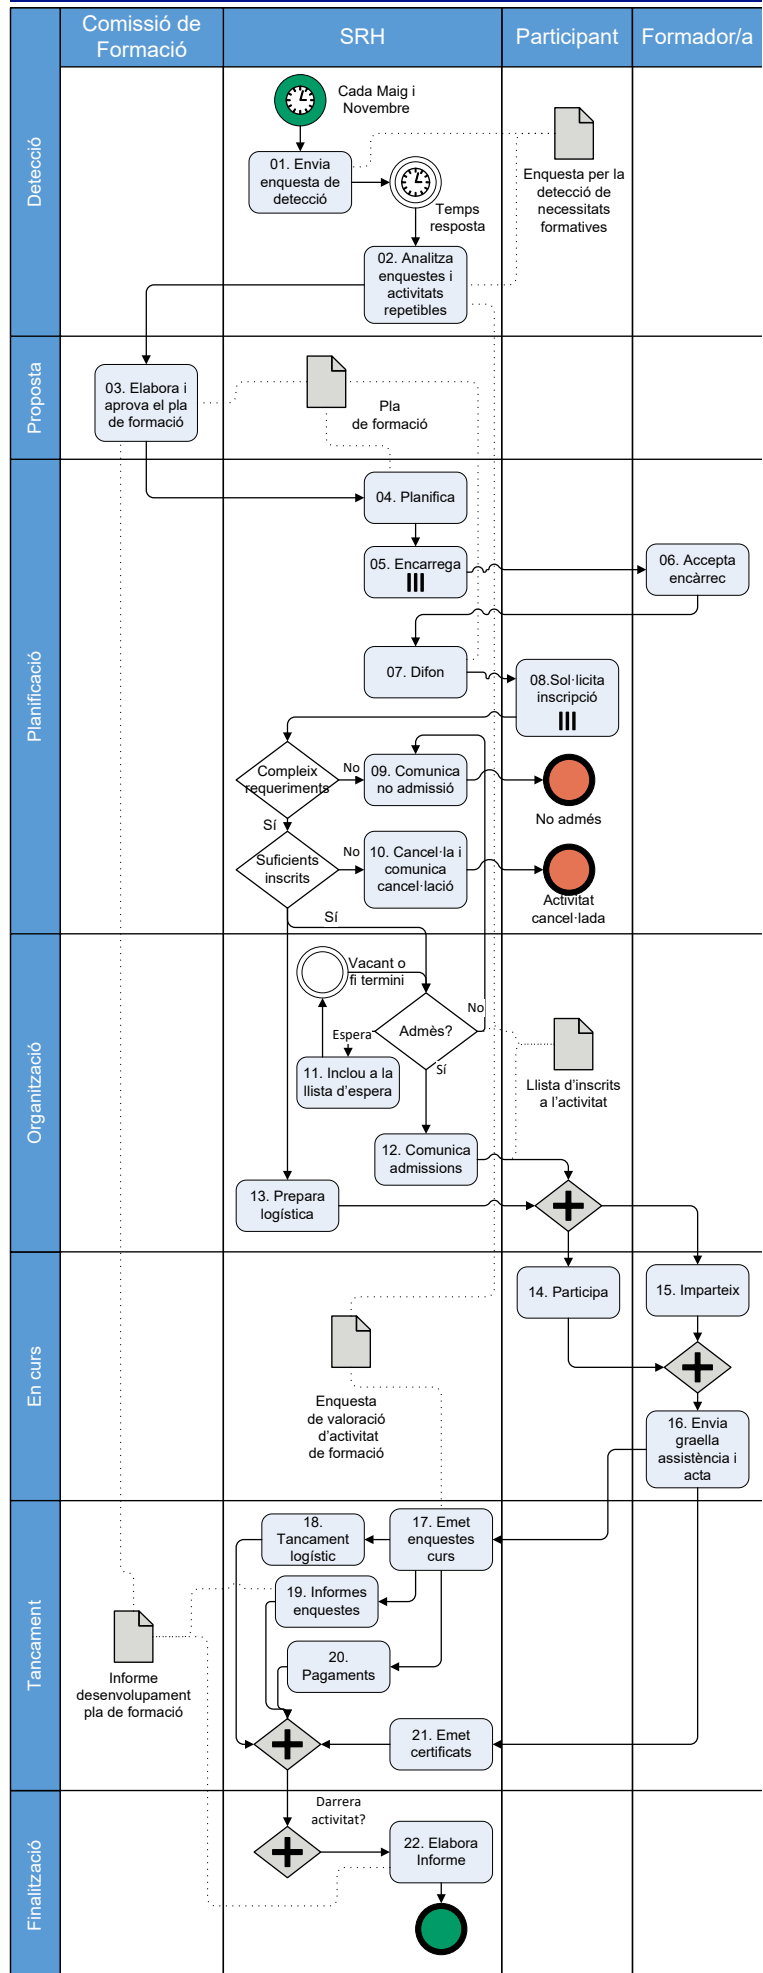 Comissió de
Formació
SRH
Participant
Formador/a
Detecció
Cada Maig i
Novembre
01. Envia
enquesta de
detecció
Temps
resposta
Enquesta per la
detecció de
necessitats
formatives
02. Analitza
enquestes i
activitats
repetibles
Proposta
03. Elabora i
aprova el pla
de formació
Pla
de formació
Planificació
04. Planifica
05. Encarrega
06. Accepta
encàrrec
07. Difon
08.Sol·licita
inscripció
Compleix
requeriments
No
09. Comunica
no admissió
No admés
Sí
Suficients
inscrits
No
10. Cancel·la i
comunica
cancel·lació
Activitat
cancel·lada
Sí
Organització
Vacant o
fi termini
No
Admès?
Espera
Sí
11. Inclou a la
llista d'espera
Llista d'inscrits
a l'activitat
12. Comunica
admissions
13. Prepara
logística
En curs
14. Participa
15. Imparteix
Enquesta
de valoració
d'activitat
de formació
16. Envia
graella
assistència i
acta
Tancament
18.
Tancament
logístic
17. Emet
enquestes
curs
19. Informes
enquestes
20.
Pagaments
Informe
desenvolupament
pla de formació
21. Emet
certificats
Finalització
Darrera
activitat?
22. Elabora
Informe